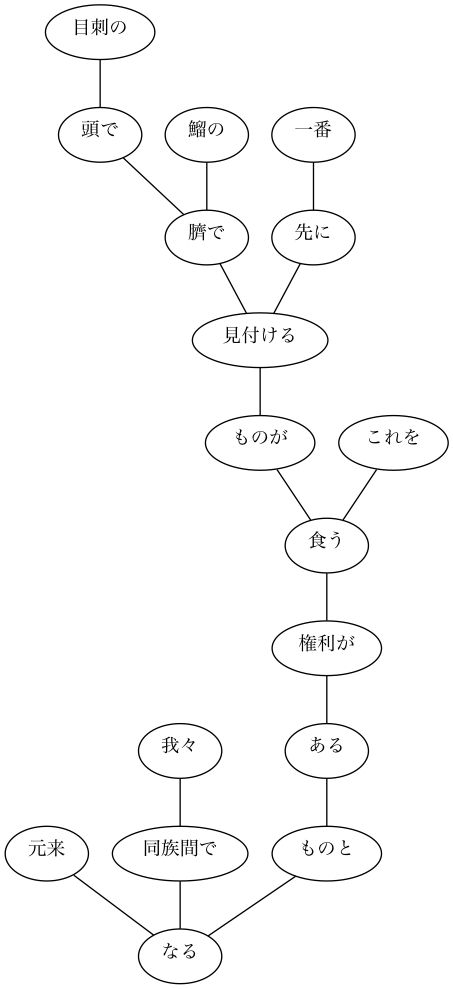 目刺の
頭で
鰡の
一番
臍で
先に
見付ける
ものが
これを
食う
権利が
我々
ある
元来
同族間で
ものと
なる